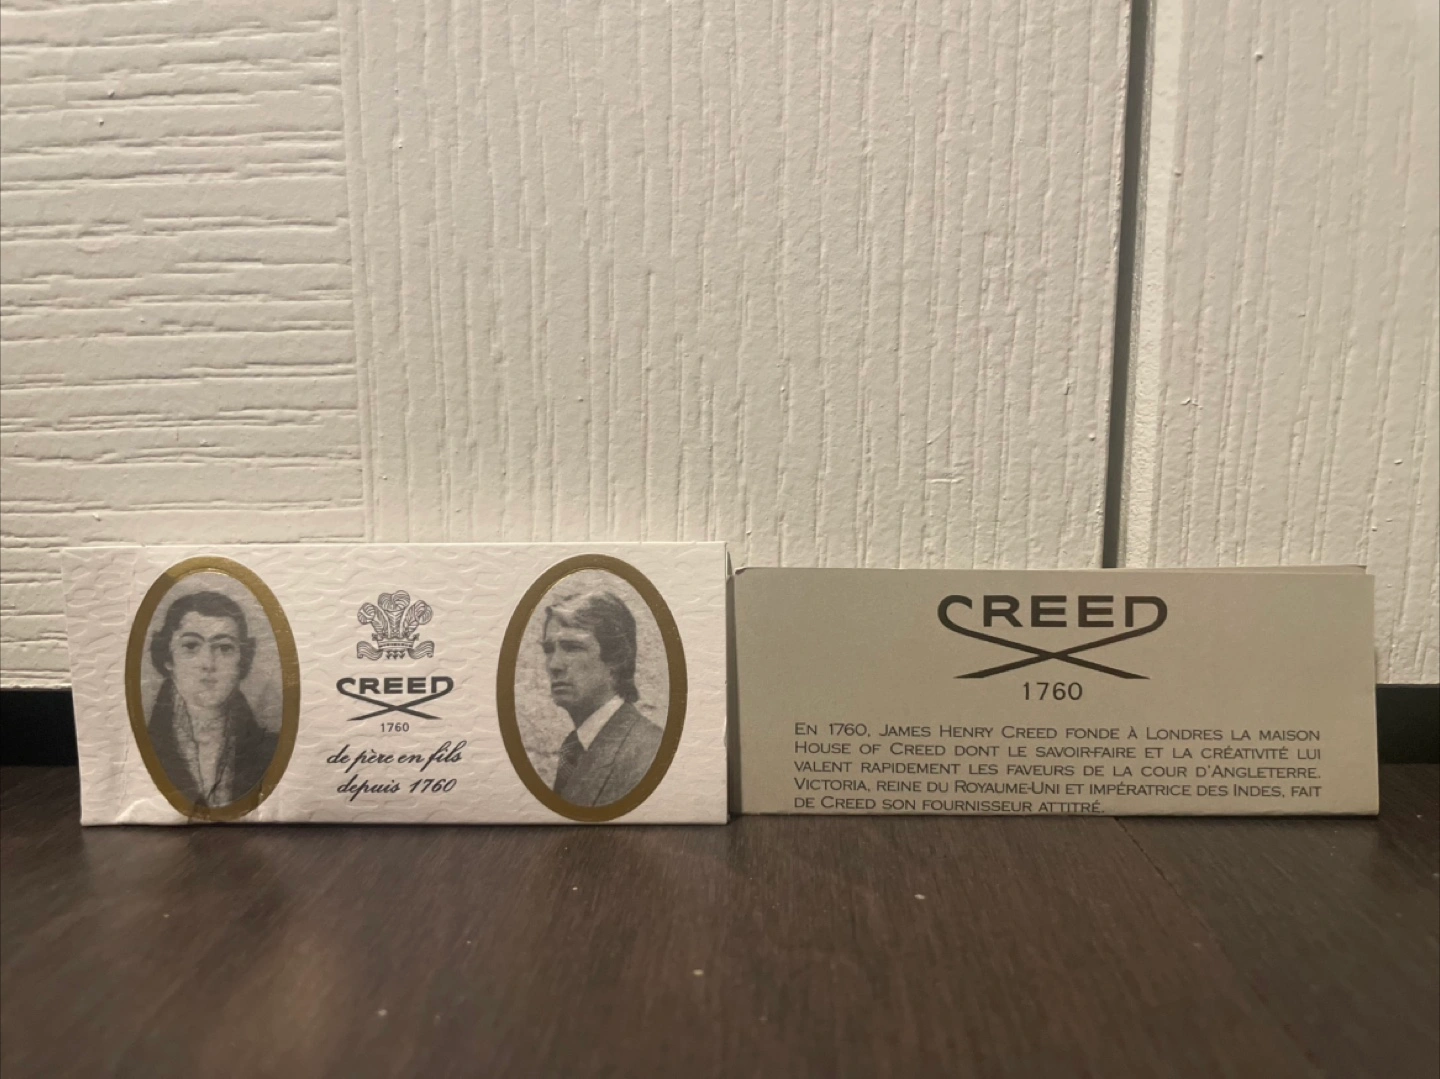 CREED
1760
de père en fils
depuis 1760
CREED
1760
EN 1760, JAMES HENRY CREED FONDE À LONDRES LA MAISON
HOUSE OF CREED DONT LE SAVOIR-FAIRE ET LA CRÉATIVITÉ LUI
VALENT RAPIDEMENT LES FAVEURS DE LA COUR D'ANGLETERRE.
VICTORIA, REINE DU ROYAUME-UNI ET IMPÉRATRICE DES INDES, FAIT
DE CREED SON FOURNISSEUR ATTITRÉ.